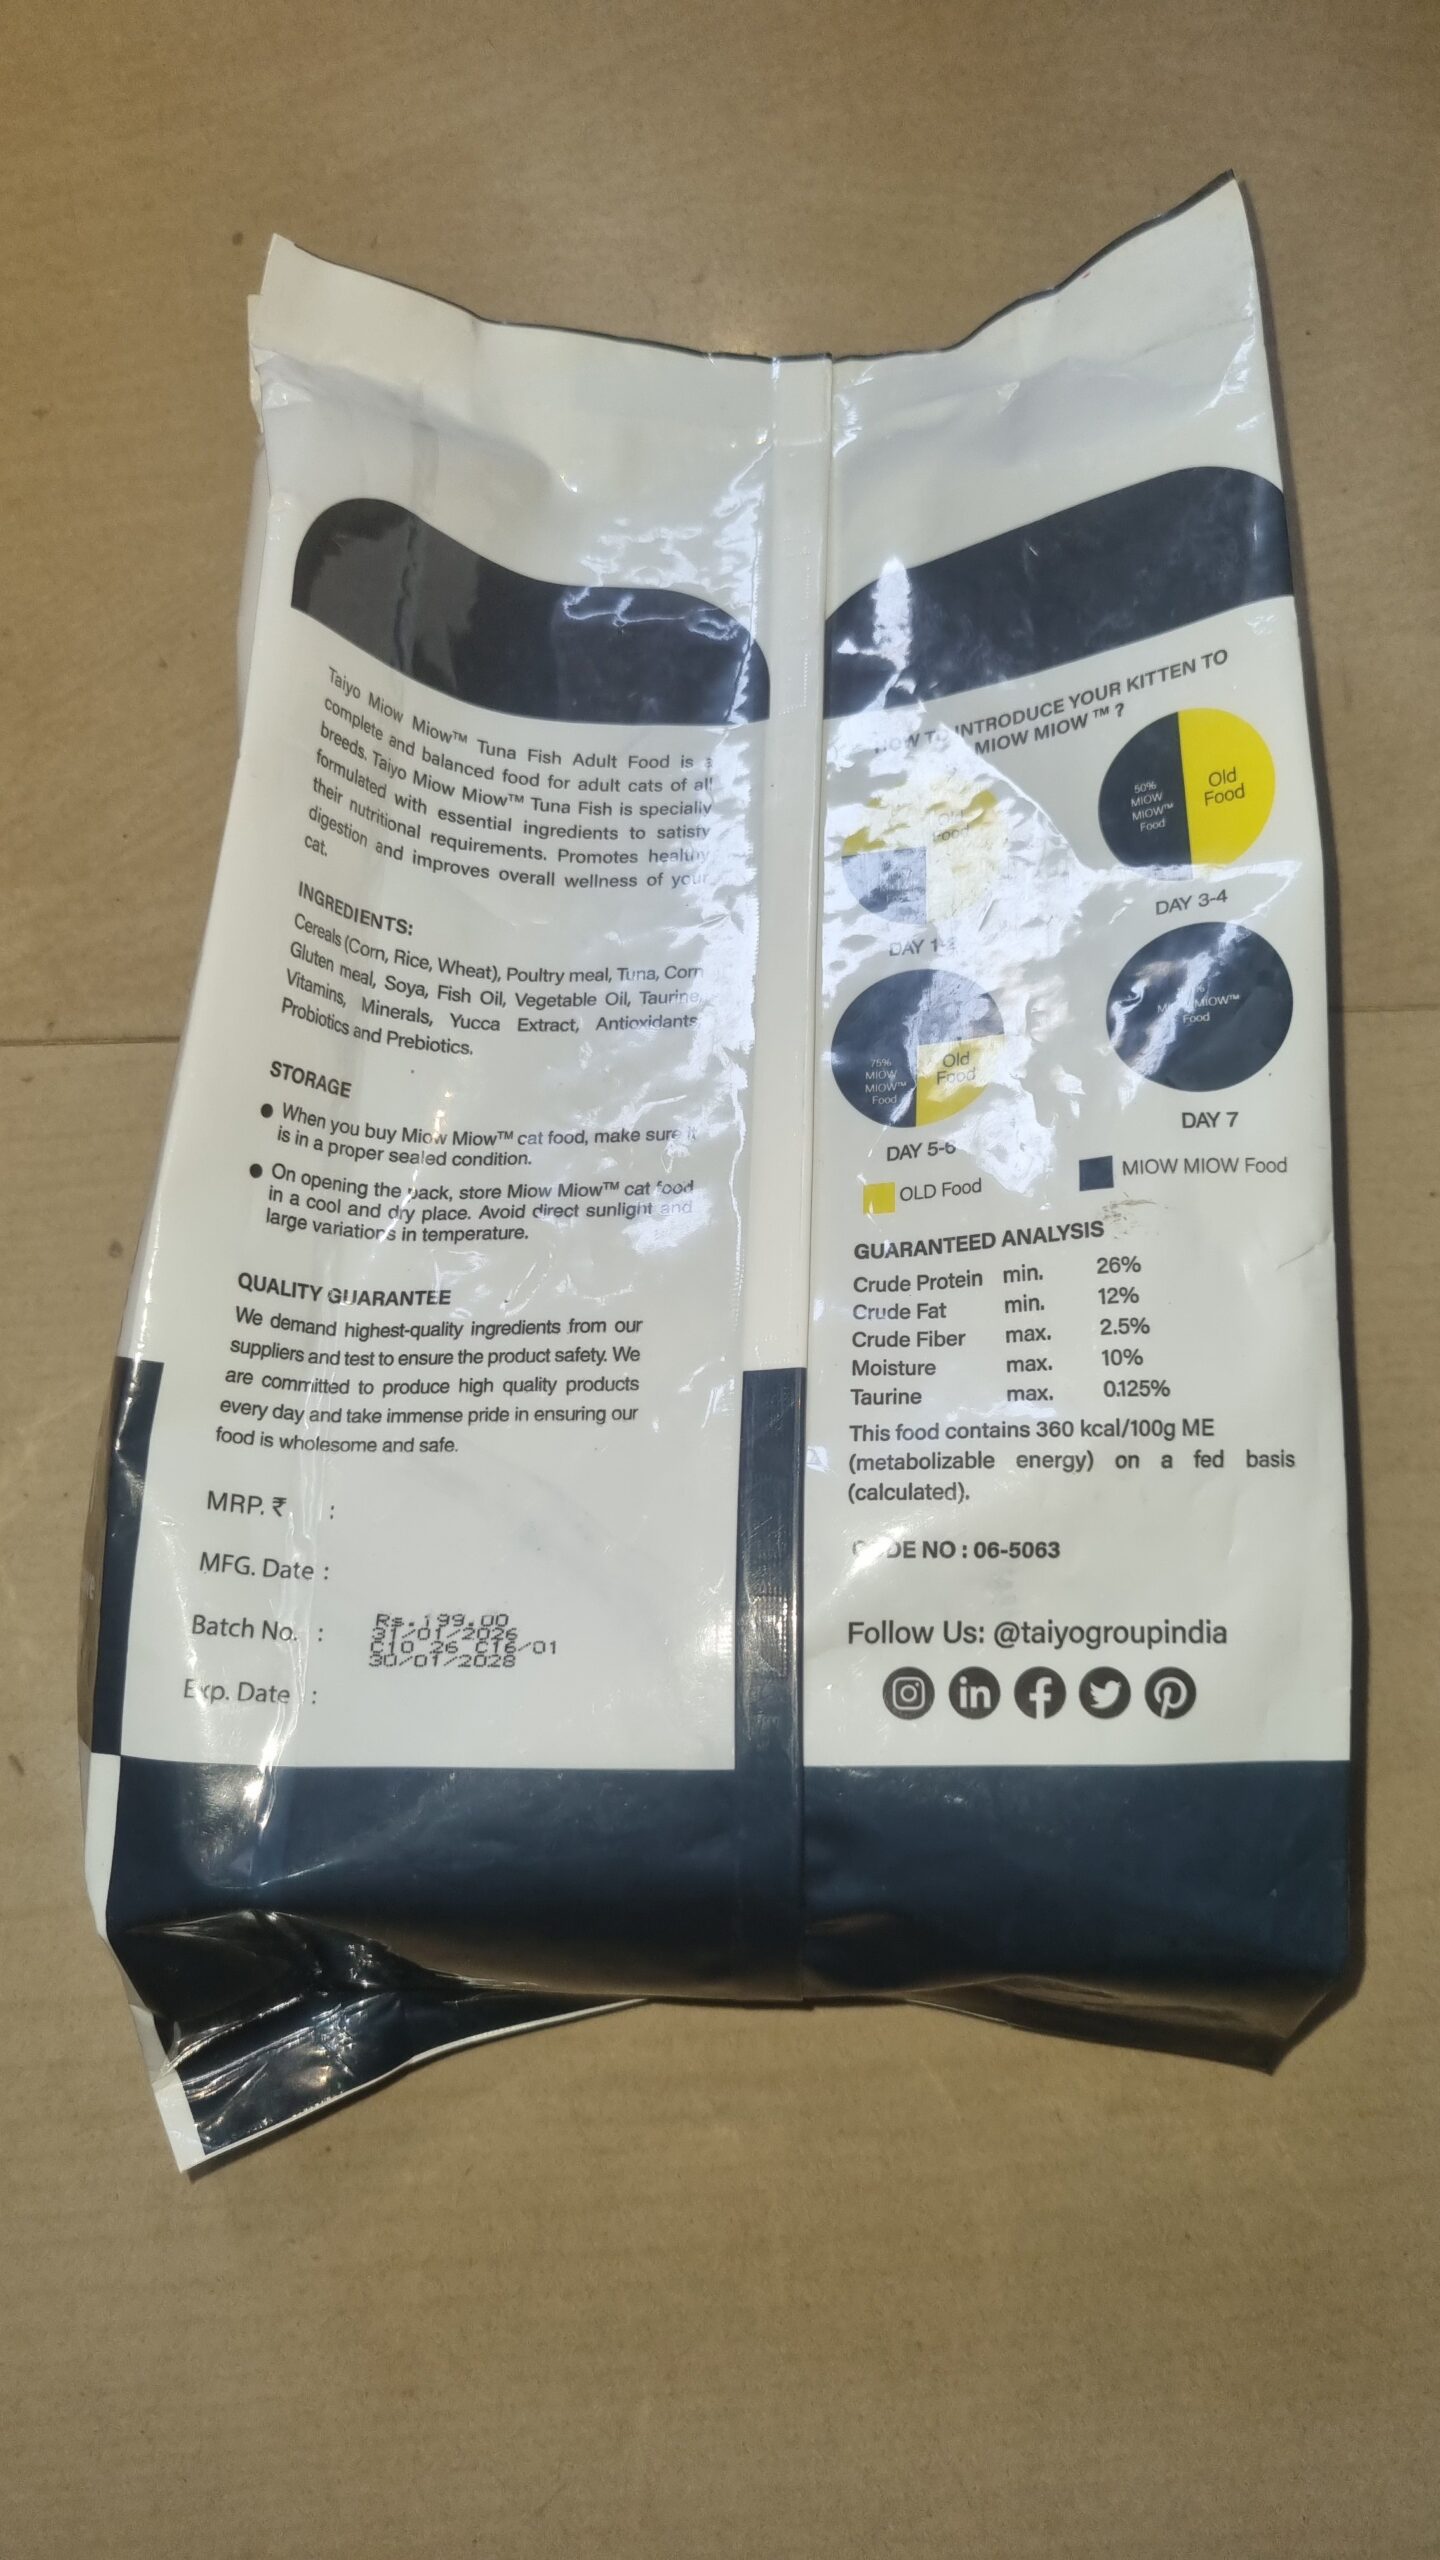 Taiyo Miow Miow™ Tuna Fish Adult Food is a
complete and balanced food for adult cats of all
breeds. Taiyo Miow Miow™ Tuna Fish is specially
formulated with essential ingredients to satisfy
their nutritional requirements. Promotes healthy
digestion and improves overall wellness of your
cat.
INGREDIENTS:
Cereals (Corn, Rice, Wheat), Poultry meal, Tuna, Corn
Gluten meal, Soya, Fish Oil, Vegetable Oil, Taurine,
Vitamins, Minerals, Yucca Extract, Antioxidants,
Probiotics and Prebiotics.
STORAGE
● When you buy Miow Miow™ cat food, make sure it
is in a proper sealed condition.
● On opening the pack, store Miow Miow™ cat food
in a cool and dry place. Avoid direct sunlight and
large variations in temperature.
QUALITY GUARANTEE
We demand highest-quality ingredients from our
suppliers and test to ensure the product safety. We
are committed to produce high quality products
every day and take immense pride in ensuring our
food is wholesome and safe.
MRP. ₹ :
MFG. Date :
Batch No. :
Exp. Date :
Rs.199.00
31/01/2026
C10 26 C16/01
30/01/2028
HOW TO INTRODUCE YOUR KITTEN TO
MIOW MIOW ™ ?
Old
Food
DAY 1-2
50%
MIOW
MIOW™
Food
Old
Food
DAY 3-4
75%
MIOW
MIOW™
Food
Old
Food
DAY 5-6
MIOW™
Food
DAY 7
OLD Food
MIOW MIOW Food
GUARANTEED ANALYSIS
Crude Protein min. 26%
Crude Fat min. 12%
Crude Fiber max. 2.5%
Moisture max. 10%
Taurine max. 0.125%
This food contains 360 kcal/100g ME
(metabolizable energy) on a fed basis
(calculated).
CODE NO : 06-5063
Follow Us: @taiyogroupindia